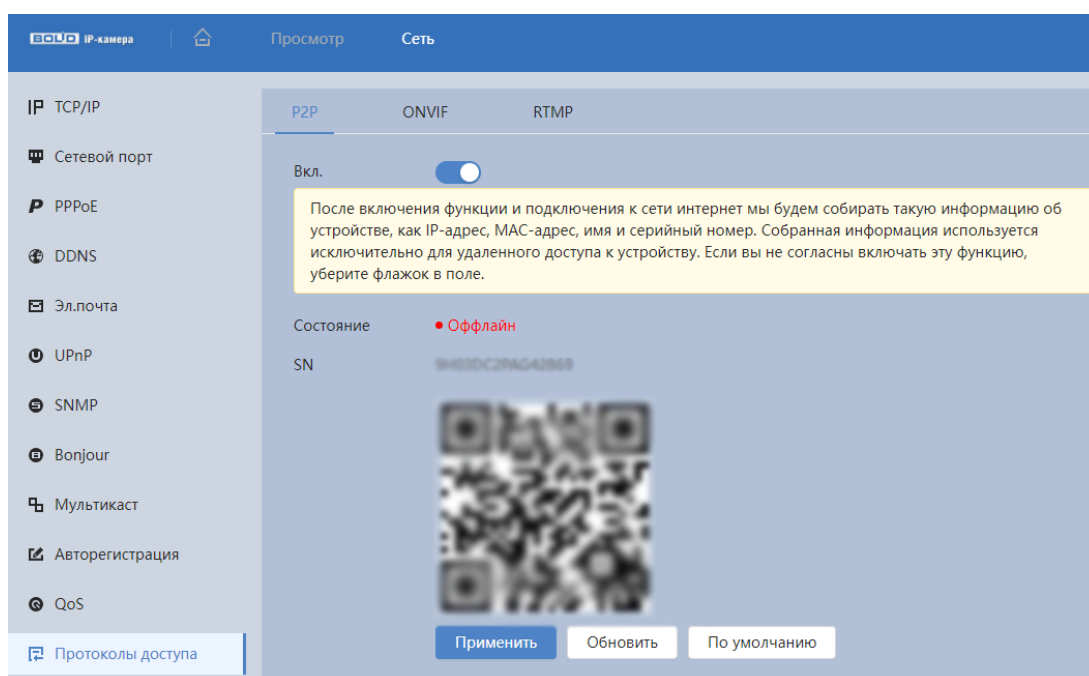 BOLID IP-камера
Просмотр
Сеть
TCP/IP
Сетевой порт
PPPoE
DDNS
Эл.почта
UPnP
SNMP
Bonjour
Мультикаст
Авторегистрация
QoS
Протоколы доступа
P2P
ONVIF
RTMP
Вкл.
После включения функции и подключения к сети интернет мы будем собирать такую информацию об
устройстве, как IP-адрес, MAC-адрес, имя и серийный номер. Собранная информация используется
исключительно для удаленного доступа к устройству. Если вы не согласны включать эту функцию,
уберите флажок в поле.
Состояние
Оффлайн
SN
Применить
Обновить
По умолчанию